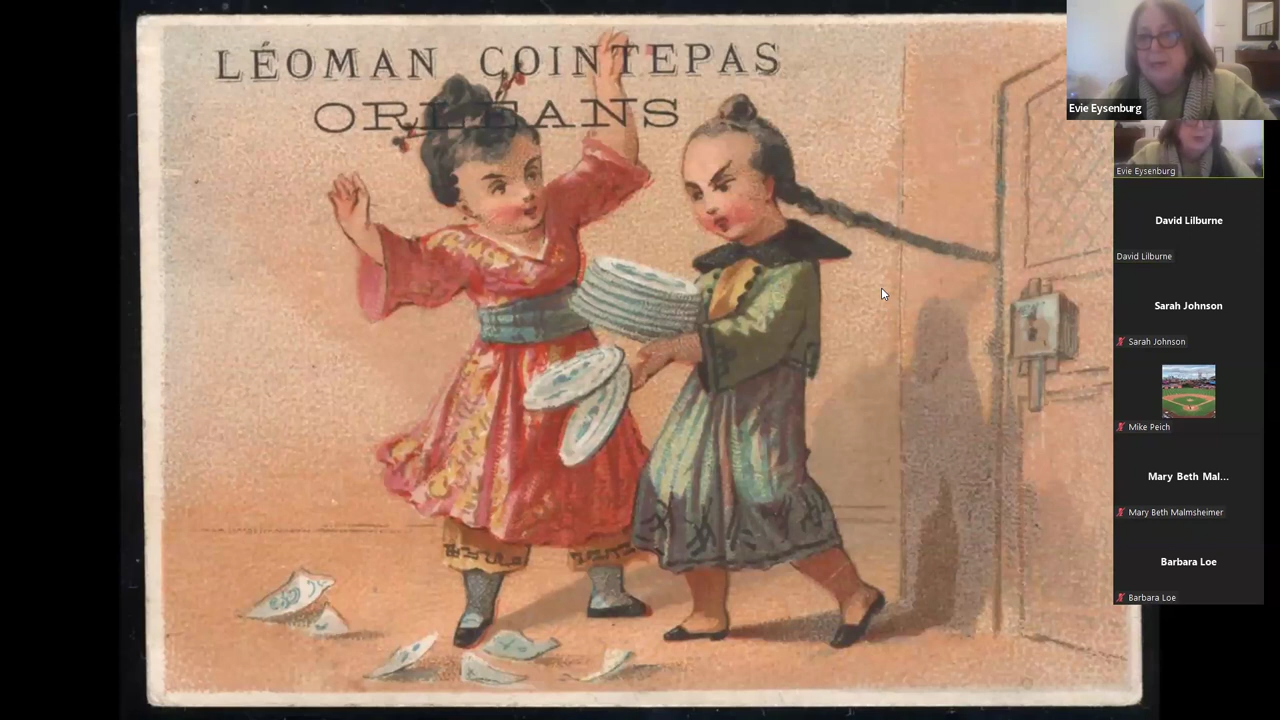 LÉOMAN COINTEPAS
ORLEANS
Evie Eysenburg
Evie Eysenburg
David Lilburne
David Lilburne
Sarah Johnson
Sarah Johnson
Mike Peich
Mary Beth Mal...
Mary Beth Malmsheimer
Barbara Loe
Barbara Loe